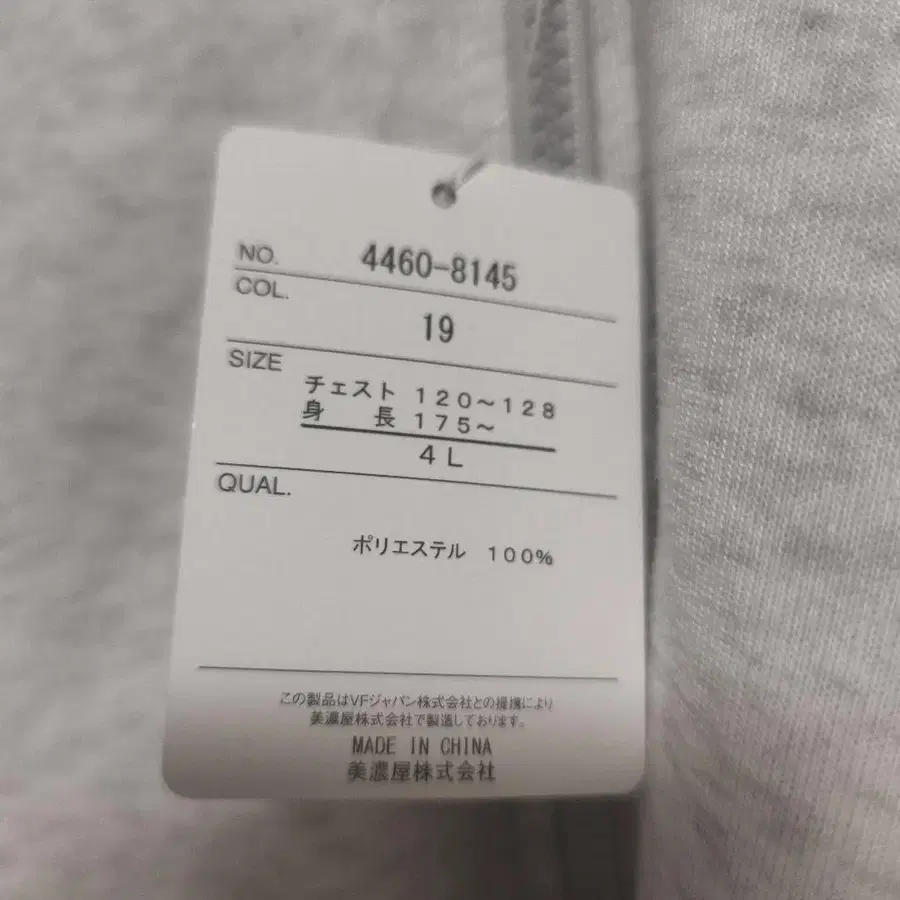 NO. 4460-8145
COL. 19
SIZE
チェスト 120～128
身 長 175～
4L
QUAL.
ポリエステル 100%
この製品はVFジャパン株式会社との提携により
美濃屋株式会社で製造しております。
MADE IN CHINA
美濃屋株式会社